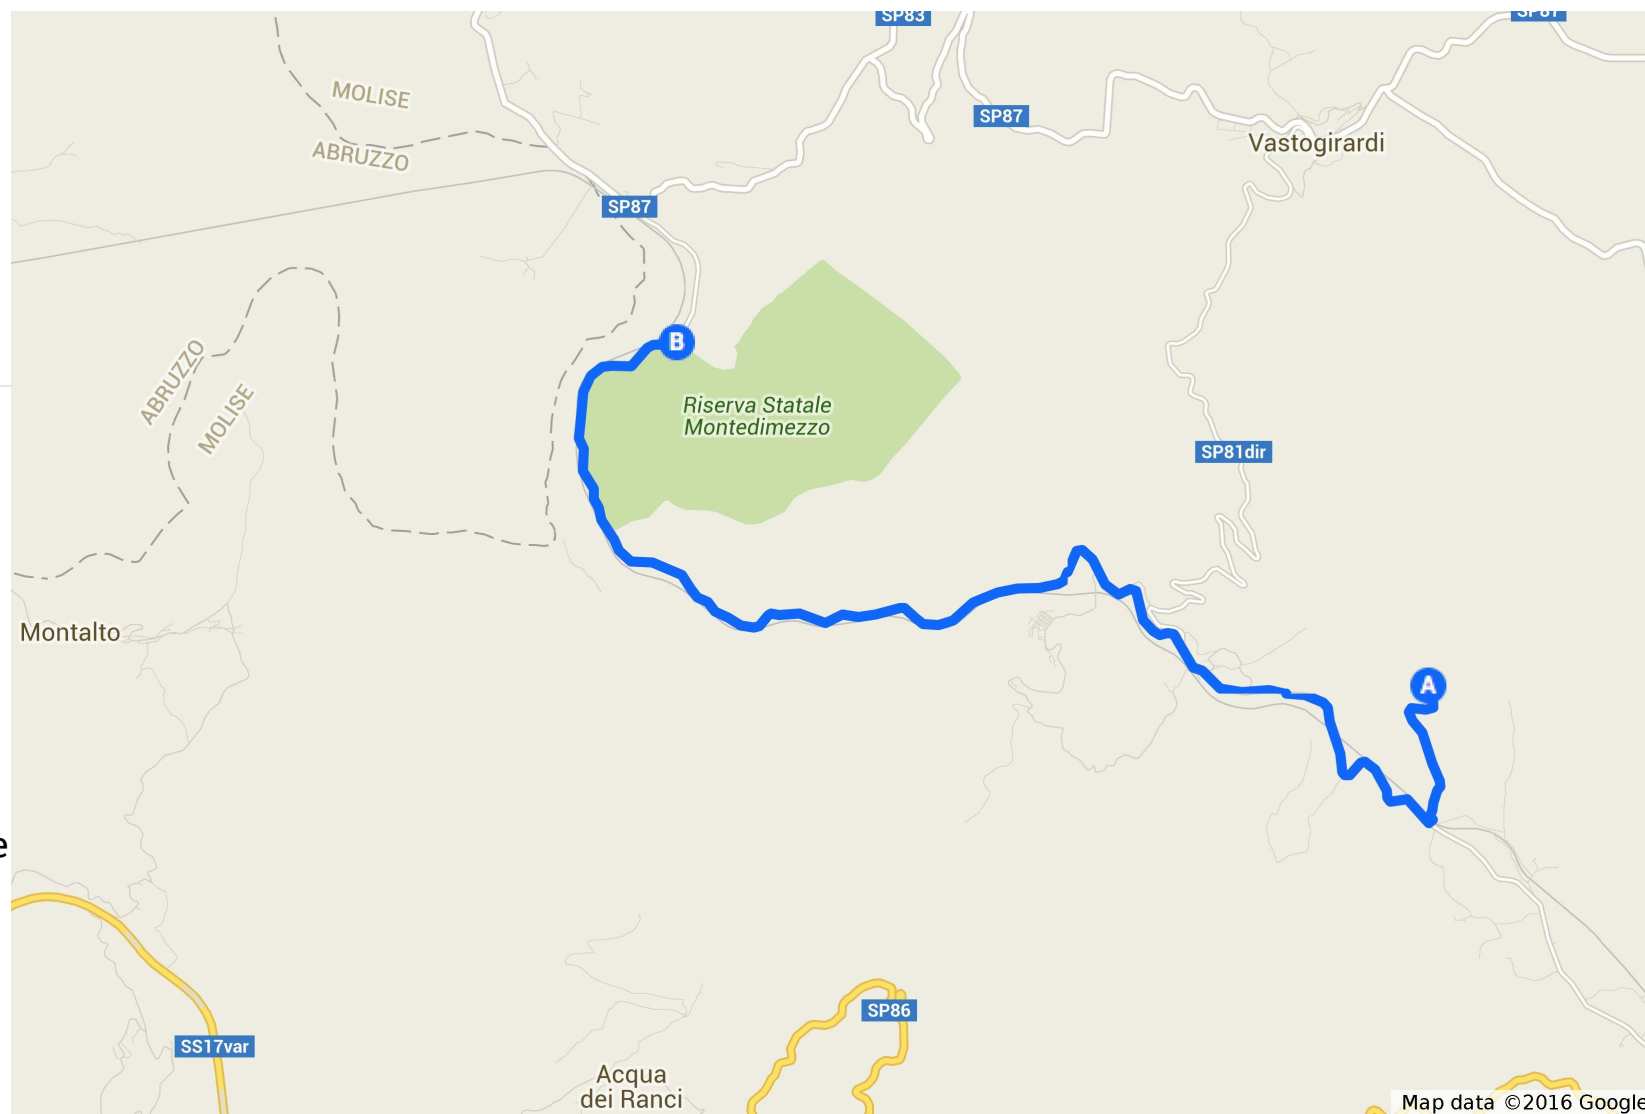 SP83
SP87
MOLISE
SP87
Vastogirardi
ABRUZZO
SP87
B
ABRUZZO
MOLISE
Riserva Statale
Montedimezzo
SP81dir
Montalto
A
e
SP86
SS17var
Acqua
dei Ranci
Map data ©2016 Google